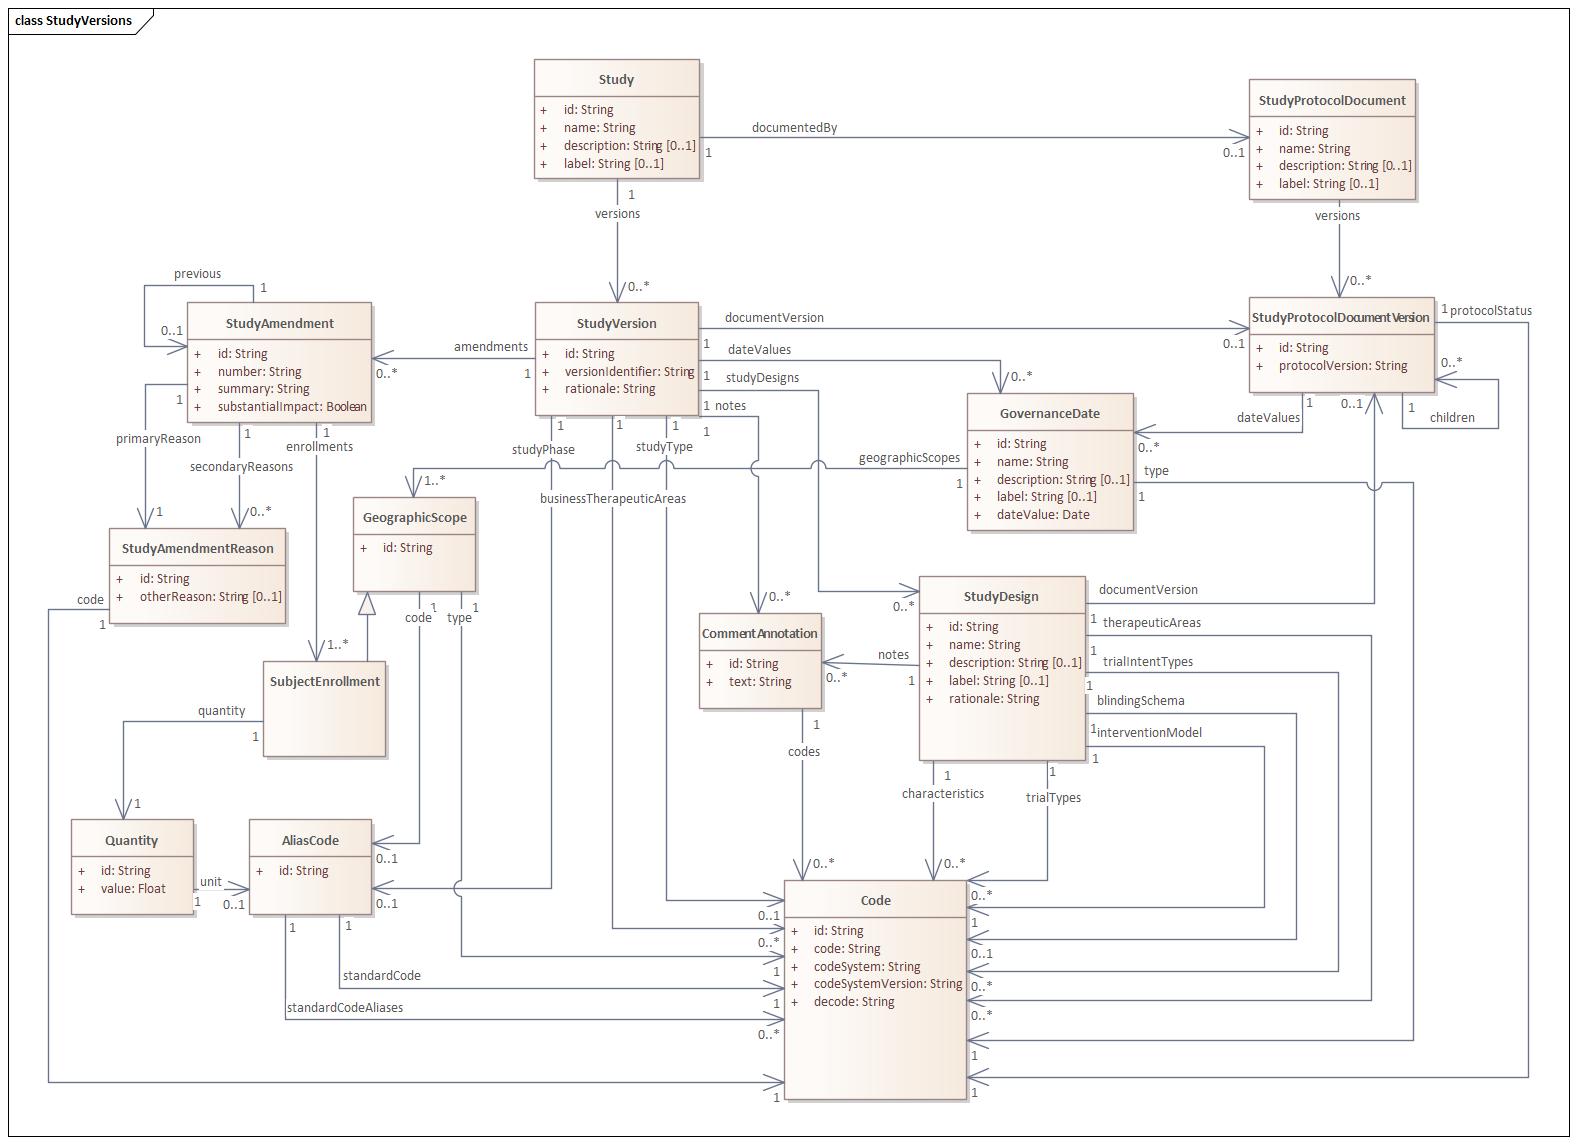 class StudyVersions
Study
+ id: String
+ name: String
+ description: String [0..1]
+ label: String [0..1]
documentedBy
1
0..1
StudyProtocolDocument
+ id: String
+ name: String
+ description: String [0..1]
+ label: String [0..1]
1
versions
0..*
versions
0..*
previous
1
0..1
StudyAmendment
+ id: String
+ number: String
+ summary: String
+ substantialImpact: Boolean
amendments
0..*
1
StudyVersion
+ id: String
+ versionIdentifier: String
+ rationale: String
documentVersion
1
0..1
dateValues
1
0..*
studyDesigns
1
notes
1
StudyProtocolDocumentVersion
+ id: String
+ protocolVersion: String
1
protocolStatus
0..*
children
1
0..1
1
dateValues
0..*
GovernanceDate
+ id: String
+ name: String
+ description: String [0..1]
+ label: String [0..1]
+ dateValue: Date
type
1
geographicScopes
1
1..*
1
primaryReason
1
1
secondaryReasons
0..*
1
enrollments
1..*
1
studyPhase
1
businessTherapeuticAreas
1
studyType
GeographicScope
+ id: String
StudyAmendmentReason
+ id: String
+ otherReason: String [0..1]
code
1
code
1
type
1
0..*
0..*
StudyDesign
+ id: String
+ name: String
+ description: String [0..1]
+ label: String [0..1]
+ rationale: String
documentVersion
1
therapeuticAreas
1
trialIntentTypes
1
blindingSchema
1
interventionModel
1
CommentAnnotation
+ id: String
+ text: String
notes
0..*
1
SubjectEnrollment
quantity
1
1
1
codes
0..*
1
characteristics
0..*
1
trialTypes
0..*
Quantity
+ id: String
+ value: Float
unit
1
0..1
AliasCode
+ id: String
0..1
0..1
1
1
standardCode
standardCodeAliases
Code
+ id: String
+ code: String
+ codeSystem: String
+ codeSystemVersion: String
+ decode: String
0..1
0..*
1
1
0..*
1
1
0..1
0..*
0..*
1
1